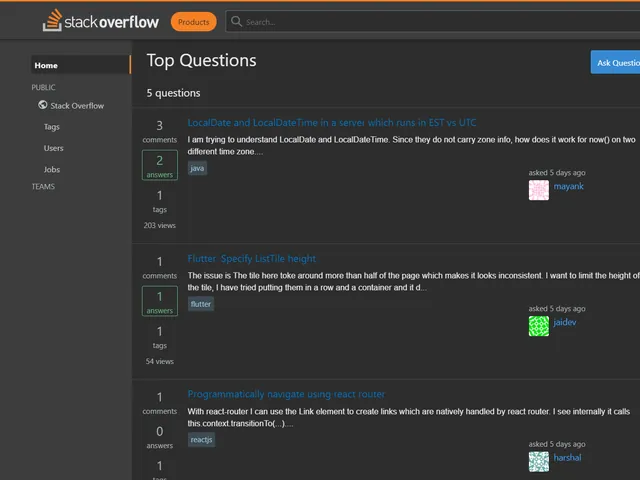 stack overflow
Products
Search...
Home
PUBLIC
Stack Overflow
Tags
Users
Jobs
TEAMS
Top Questions
Ask Questio
5 questions
3
comments
2
answers
1
tags
203 views
LocalDate and LocalDateTime in a server which runs in EST vs UTC
I am trying to understand LocalDate and LocalDateTime. Since they do not carry zone info, how does it work for now() on two
different time zone....
java
asked 5 days ago
mayank
1
comments
1
answers
1
tags
54 views
Flutter: Specify ListTile height
The issue is The tile here toke around more than half of the page which makes it looks inconsistent. I want to limit the height of
the tile, I have tried putting them in a row and a container and it d...
flutter
asked 5 days ago
jaidev
1
comments
0
answers
1
Programmatically navigate using react router
With react-router I can use the Link element to create links which are natively handled by react router. I see internally it calls
this.context.transitionTo(...)....
reactjs
asked 5 days ago
harshal